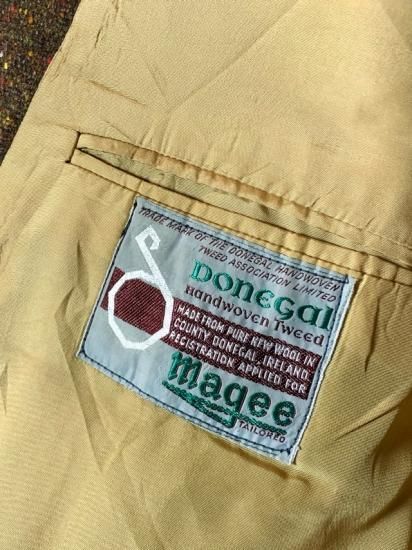 TRADE MARK OF THE DONEGAL HANDWOVEN
TWEED ASSOCIATION LIMITED
Donegal
Handwoven Tweed
MADE FROM PURE NEW WOOL IN
COUNTY DONEGAL, IRELAND
REGISTRATION APPLIED FOR
magee
TAILORED